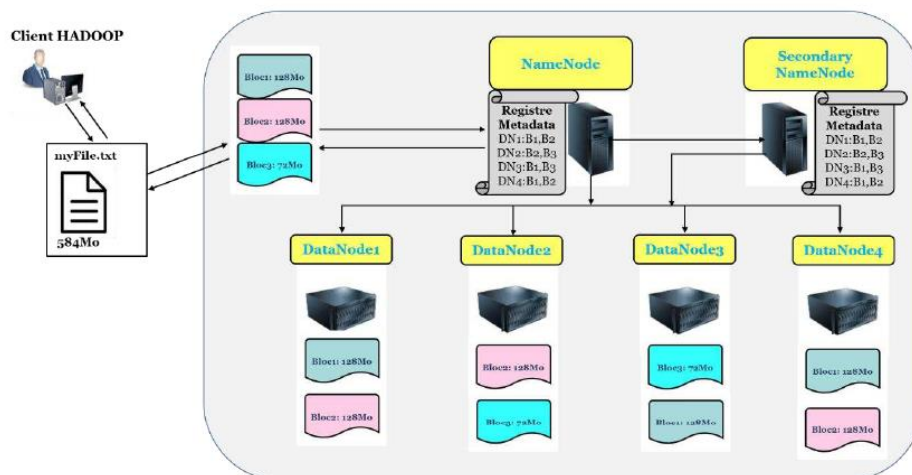 Client HADOOP
myFile.txt
584Mo
Bloc1: 128Mo
Bloc2: 128Mo
Bloc3: 72Mo
NameNode
Registre
Metadata
DN1:B1,B2
DN2:B2,B3
DN3:B1,B3
DN4:B1,B2
Secondary
NameNode
Registre
Metadata
DN1:B1,B2
DN2:B2,B3
DN3:B1,B3
DN4:B1,B2
DataNode1
DataNode2
DataNode3
DataNode4
Bloc1: 128Mo
Bloc2: 128Mo
Bloc2: 128Mo
Bloc3: 72Mo
Bloc3: 72Mo
Bloc1: 128Mo
Bloc1: 128Mo
Bloc2: 128Mo